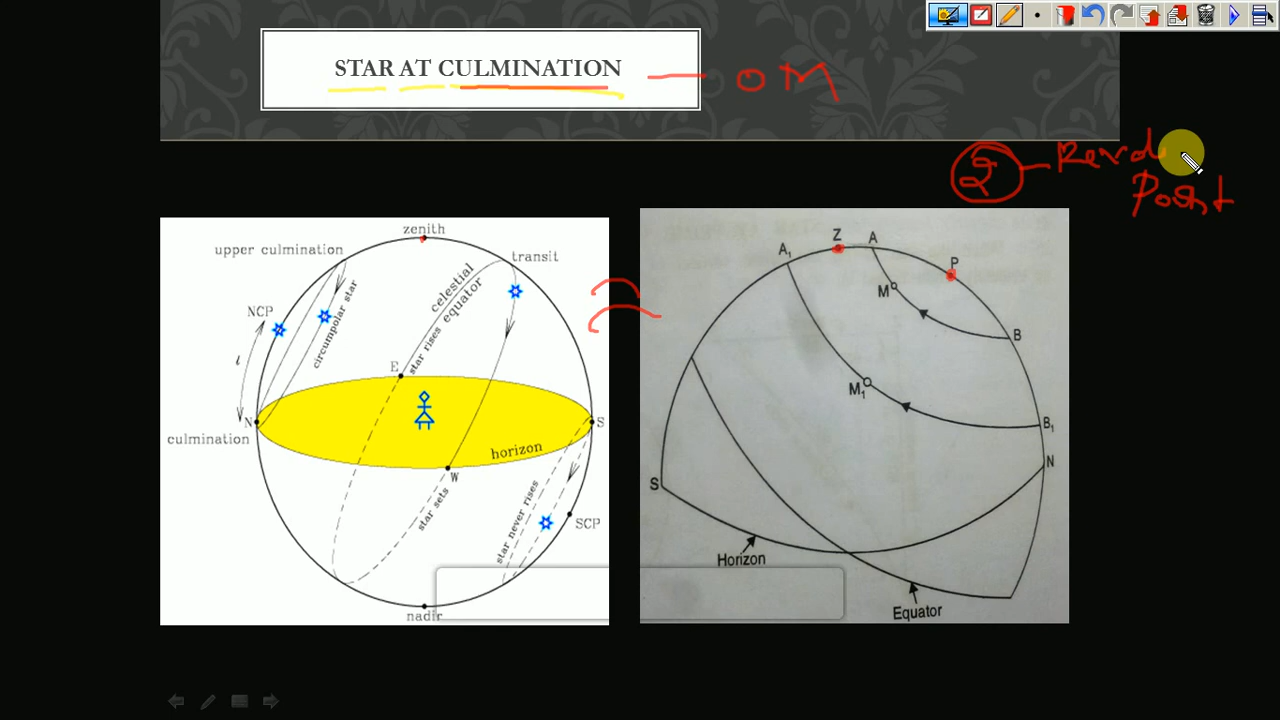 STAR AT CULMINATION
OM
2
Point
zenith
upper culmination
transit
NCP
circumpolar star
celestial
equator
star rises
l
E
N
S
culmination
horizon
W
star sets
star never rises
SCP
nadir
Z
A
A₁
P
M
B
M₁
B₁
N
S
Horizon
Equator